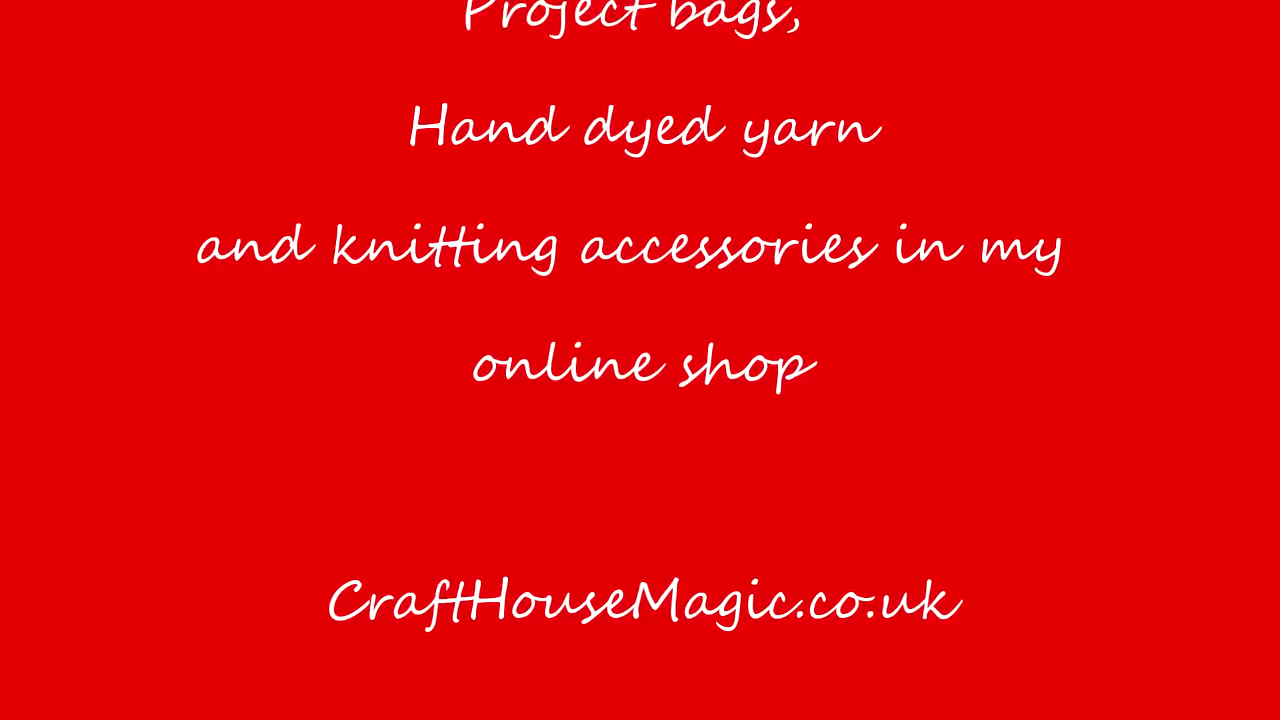 Project bags,
Hand dyed yarn
and knitting accessories in my
online shop
CraftHouseMagic.co.uk